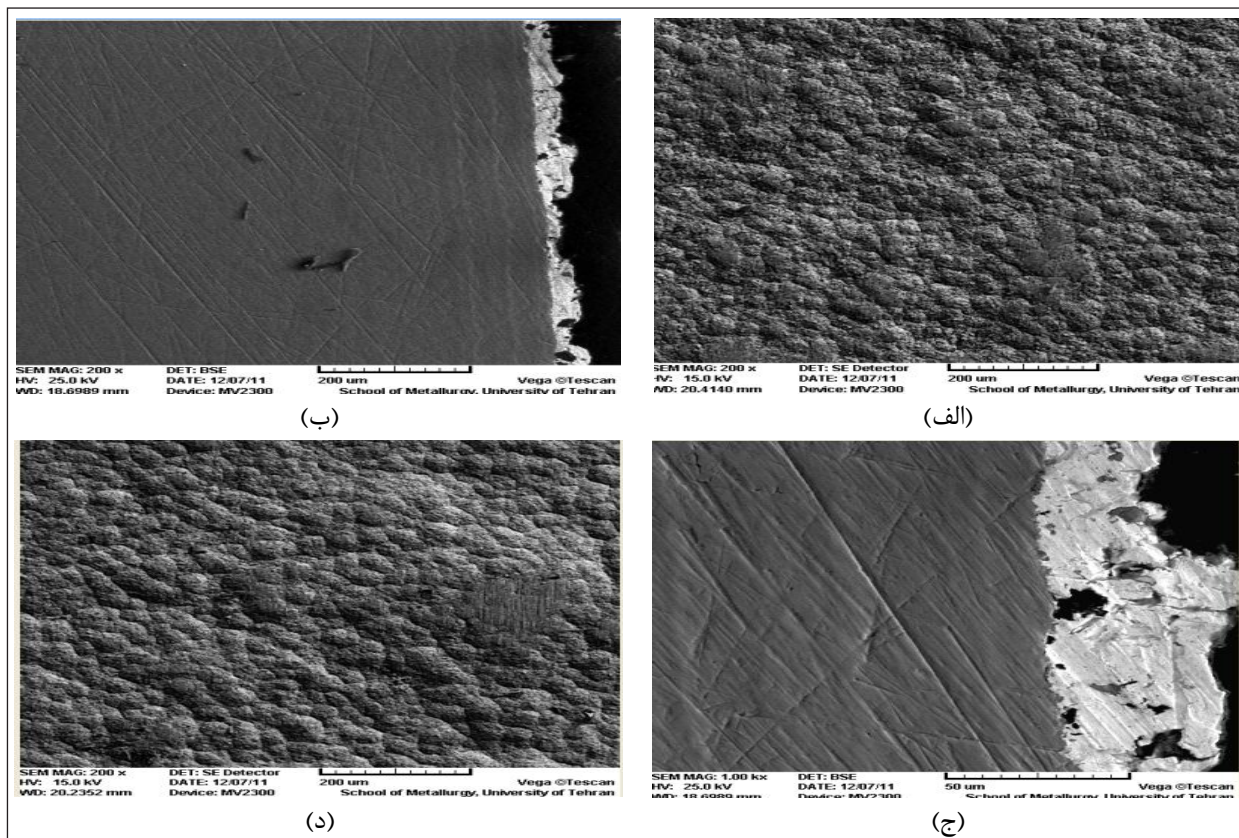 SEM MAG: 200 x DET: SE Detector
HV: 15.0 kV DATE: 12/07/11 200 um Vega ©Tescan
WD: 20.4140 mm Device: MV2300 School of Metallurgy, University of Tehran
(الف)
SEM MAG: 200 x DET: BSE
HV: 25.0 kV DATE: 12/07/11 200 um Vega ©Tescan
WD: 18.6989 mm Device: MV2300 School of Metallurgy, University of Tehran
(ب)
SEM MAG: 1.00 kx DET: BSE
HV: 25.0 kV DATE: 12/07/11 50 um Vega ©Tescan
WD: 18.6989 mm Device: MV2300 School of Metallurgy, University of Tehran
(ج)
SEM MAG: 200 x DET: SE Detector
HV: 15.0 kV DATE: 12/07/11 200 um Vega ©Tescan
WD: 20.2352 mm Device: MV2300 School of Metallurgy, University of Tehran
(د)